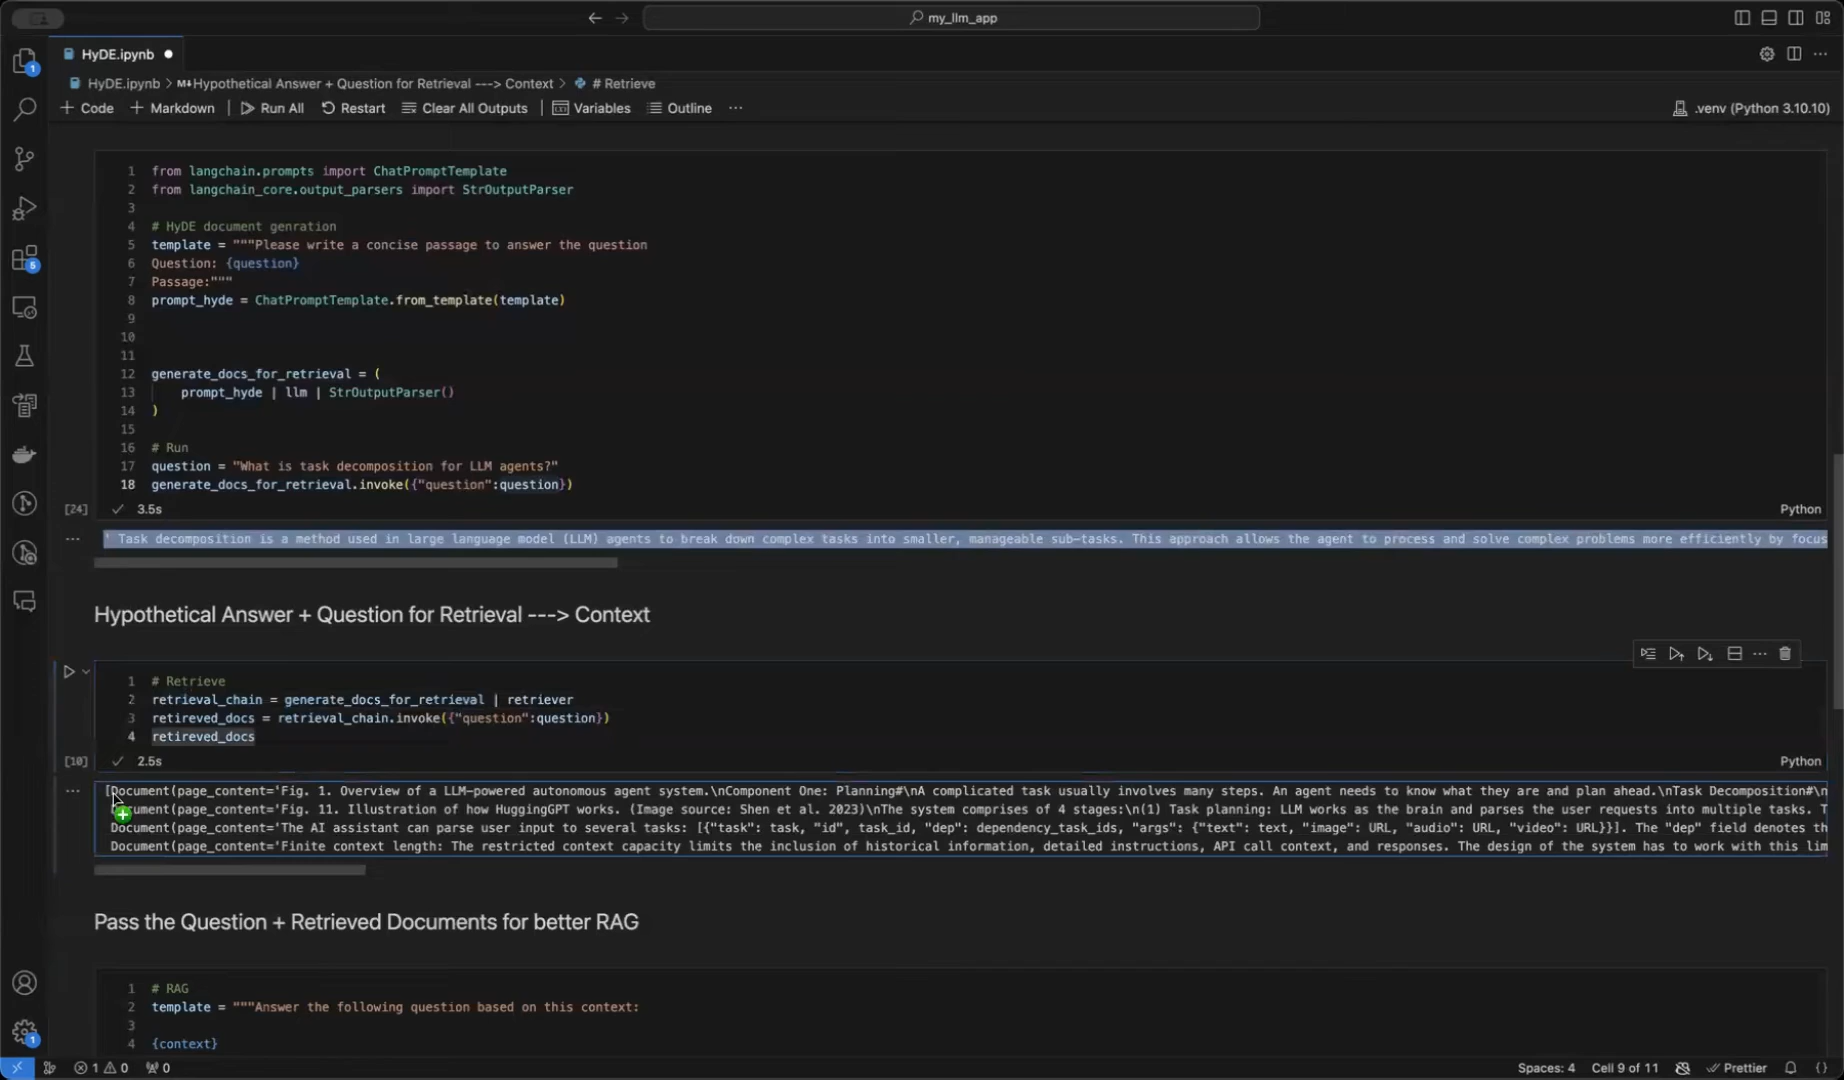 my_llm_app
HyDE.ipynb
HyDE.ipynb > M↓Hypothetical Answer + Question for Retrieval ---> Context > # Retrieve
+ Code + Markdown Run All Restart Clear All Outputs Variables Outline ... .venv (Python 3.10.10)
1 from langchain.prompts import ChatPromptTemplate
2 from langchain_core.output_parsers import StrOutputParser
3
4 # HyDE document genration
5 template = """Please write a concise passage to answer the question
6 Question: {question}
7 Passage:"""
8 prompt_hyde = ChatPromptTemplate.from_template(template)
9
10
11
12 generate_docs_for_retrieval = (
13 prompt_hyde | llm | StrOutputParser()
14 )
15
16 # Run
17 question = "What is task decomposition for LLM agents?"
18 generate_docs_for_retrieval.invoke({"question":question})
[24] 3.5s Python
... ' Task decomposition is a method used in large language model (LLM) agents to break down complex tasks into smaller, manageable sub-tasks. This approach allows the agent to process and solve complex problems more efficiently by focus
Hypothetical Answer + Question for Retrieval ---> Context
1 # Retrieve
2 retrieval_chain = generate_docs_for_retrieval | retriever
3 retireved_docs = retrieval_chain.invoke({"question":question})
4 retireved_docs
[10] 2.5s Python
... [Document(page_content='Fig. 1. Overview of a LLM-powered autonomous agent system.\nComponent One: Planning#\nA complicated task usually involves many steps. An agent needs to know what they are and plan ahead.\nTask Decomposition#\n
Document(page_content='Fig. 11. Illustration of how HuggingGPT works. (Image source: Shen et al. 2023)\nThe system comprises of 4 stages:\n(1) Task planning: LLM works as the brain and parses the user requests into multiple tasks. T
Document(page_content='The AI assistant can parse user input to several tasks: [{"task": task, "id", task_id, "dep": dependency_task_ids, "args": {"text": text, "image": URL, "audio": URL, "video": URL}}]. The "dep" field denotes th
Document(page_content='Finite context length: The restricted context capacity limits the inclusion of historical information, detailed instructions, API call context, and responses. The design of the system has to work with this lim
Pass the Question + Retrieved Documents for better RAG
1 # RAG
2 template = """Answer the following question based on this context:
3
4 {context}
1
5
1
1 0 0 Spaces: 4 Cell 9 of 11 Prettier